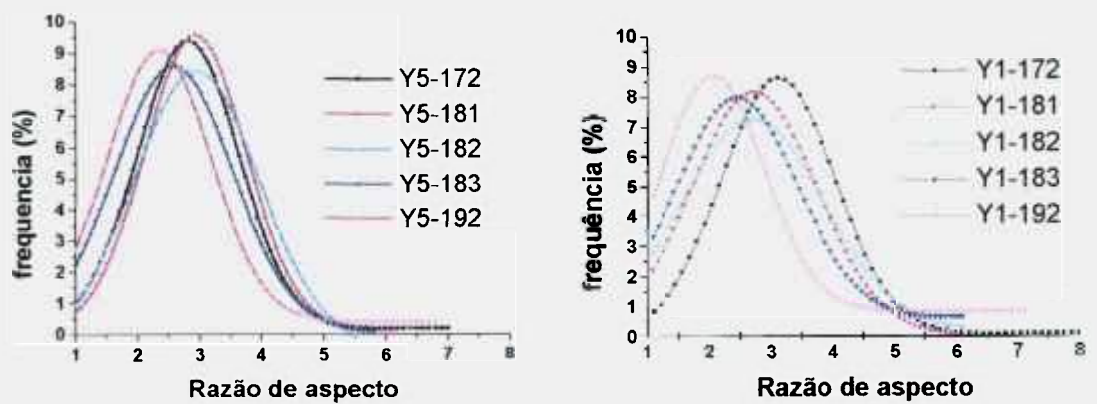 10
9
8
7
6
5
4
3
2
1
0
frequencia (%)
1 2 3 4 5 6 7 8
Razão de aspecto
Y5-172
Y5-181
Y5-182
Y5-183
Y5-192
10
9
8
7
6
5
4
3
2
1
0
frequência (%)
1 2 3 4 5 6 7 8
Razão de aspecto
Y1-172
Y1-181
Y1-182
Y1-183
Y1-192